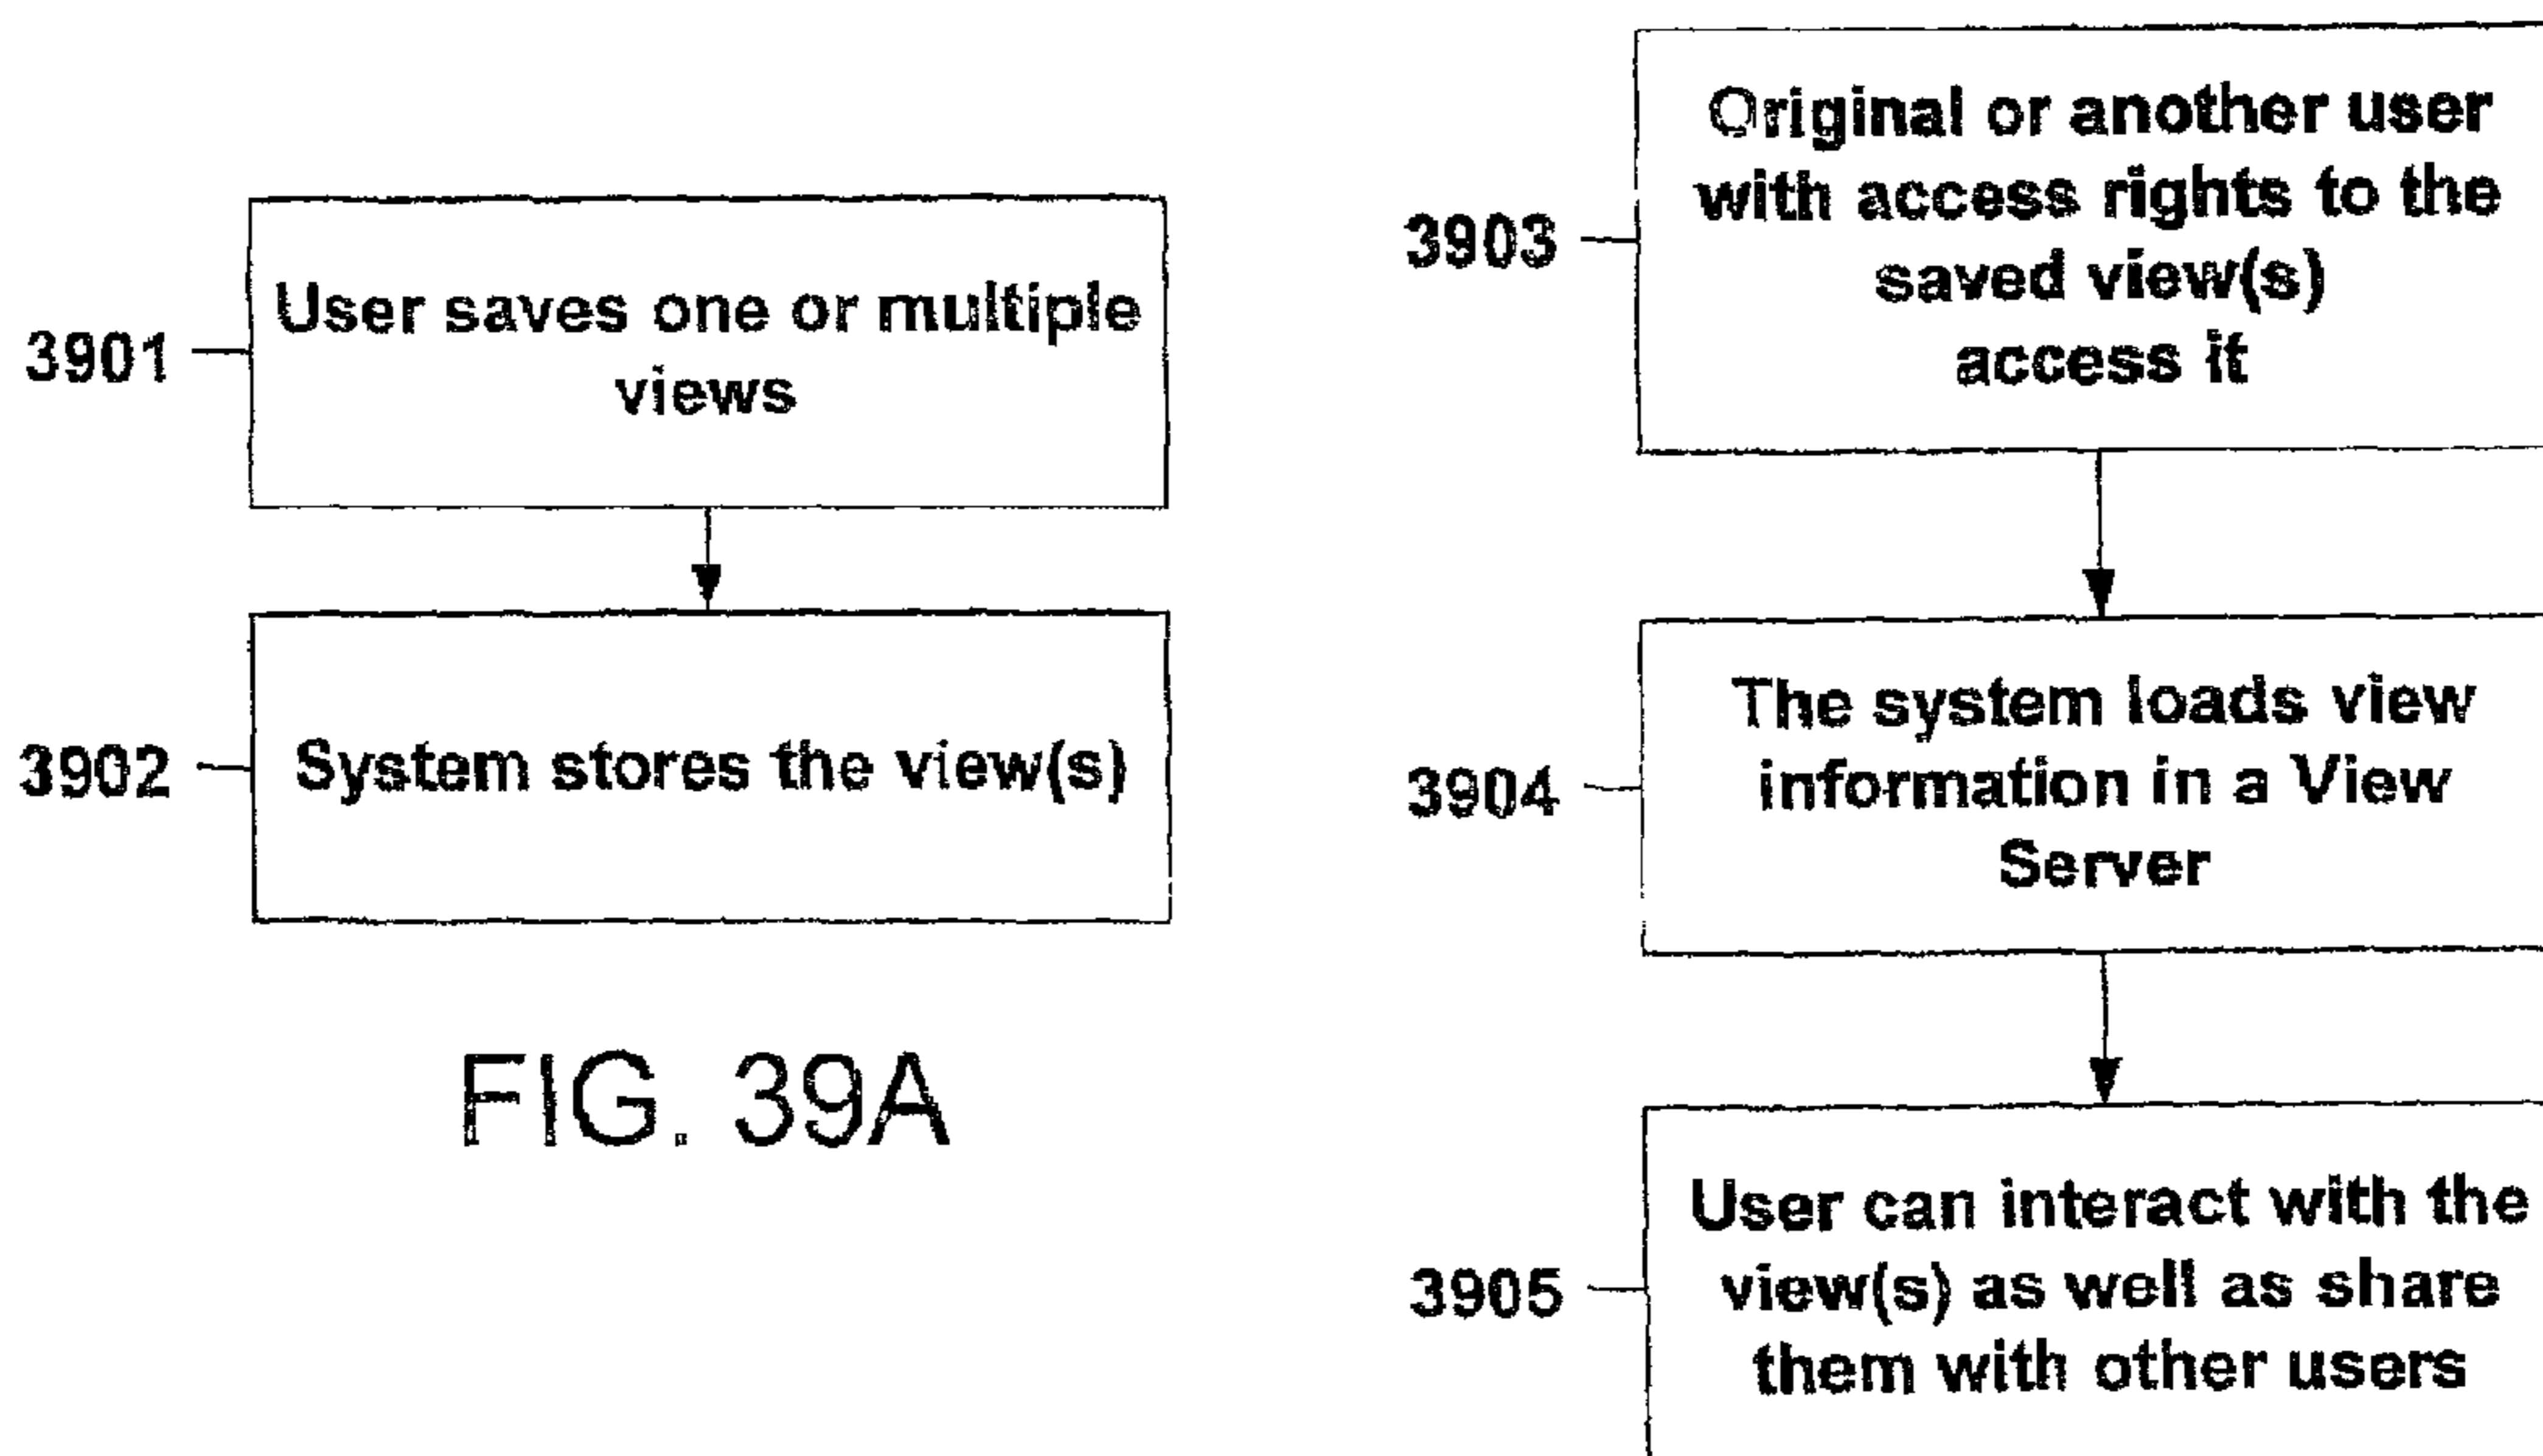 3901
User saves one or multiple
views
3902
System stores the view(s)
FIG. 39A
3903
Original or another user
with access rights to the
saved view(s)
access it
3904
The system loads view
information in a View
Server
3905
User can interact with the
view(s) as well as share
them with other users